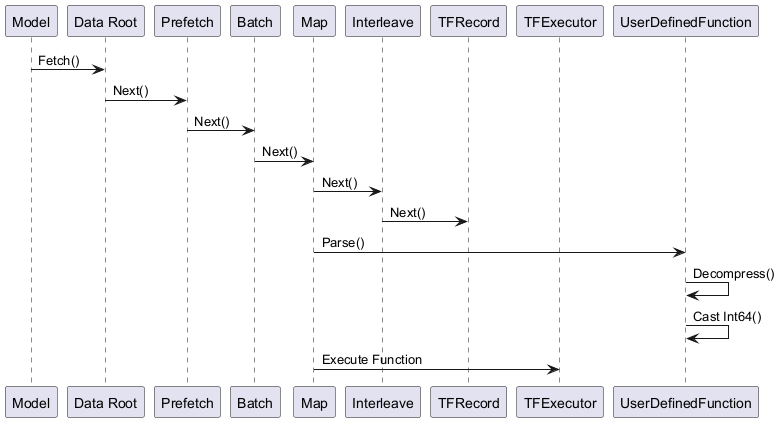 Model Data Root Prefetch Batch Map Interleave TFRecord TFExecutor UserDefinedFunction
Fetch()
Next()
Next()
Next()
Next()
Next()
Parse()
Decompress()
Cast Int64()
Execute Function
Model Data Root Prefetch Batch Map Interleave TFRecord TFExecutor UserDefinedFunction